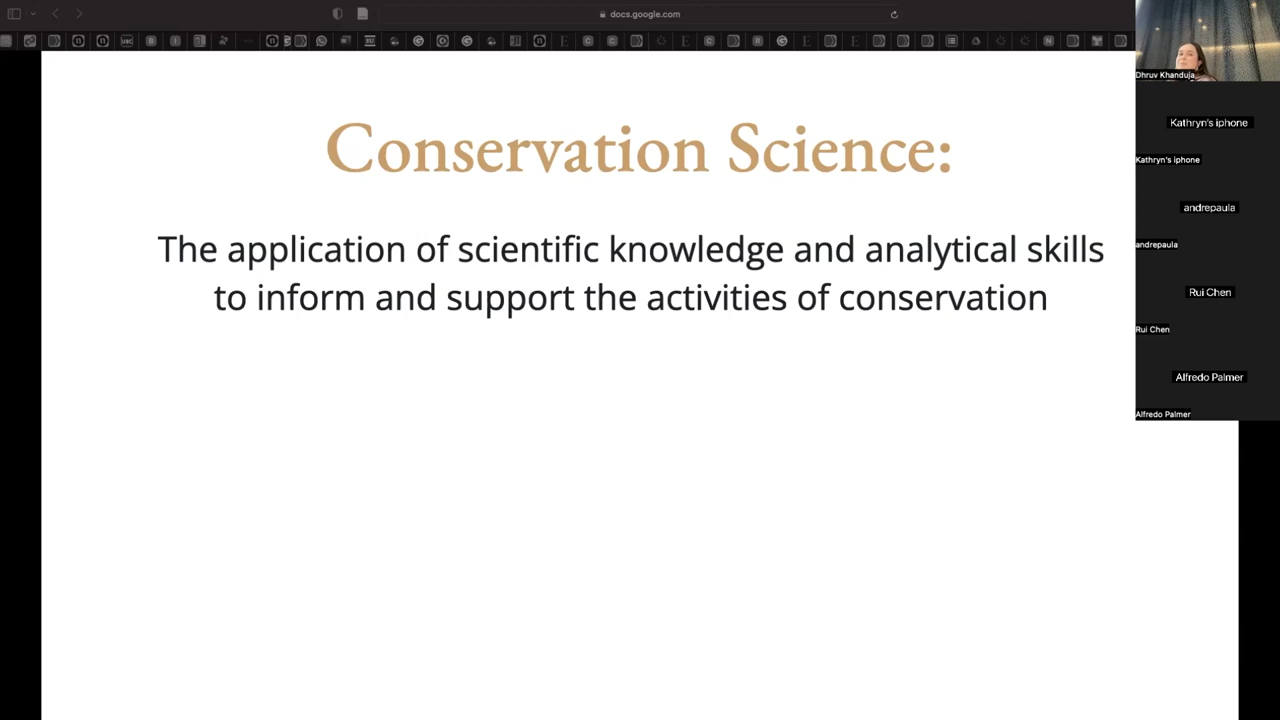 docs.google.com
Conservation Science:
The application of scientific knowledge and analytical skills
to inform and support the activities of conservation
Dhruv Khanduja
Kathryn's iphone
Kathryn's iphone
andrepaula
andrepaula
Rui Chen
Rui Chen
Alfredo Palmer
Alfredo Palmer